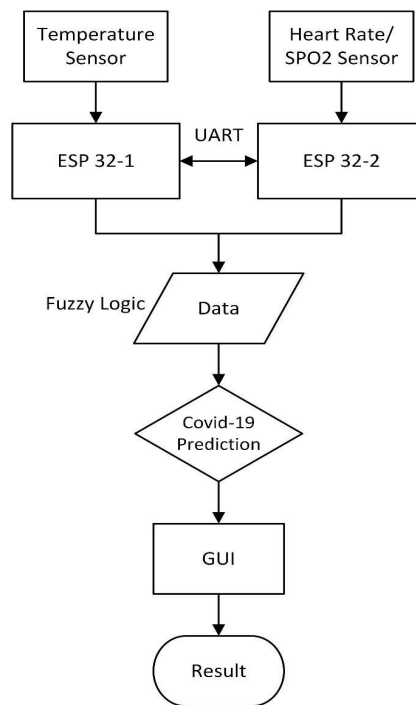 Temperature
Sensor
Heart Rate/
SPO2 Sensor
ESP 32-1
UART
ESP 32-2
Fuzzy Logic
Data
Covid-19
Prediction
GUI
Result